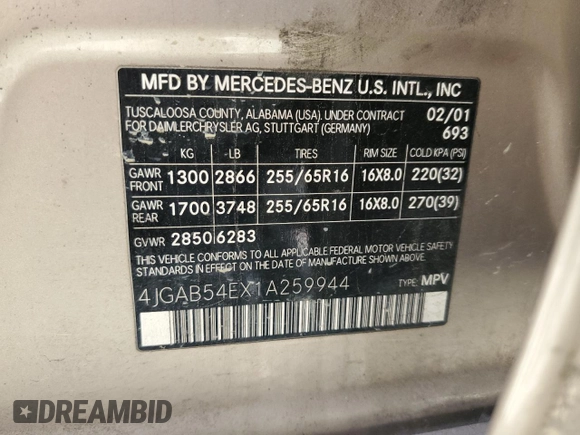 MFD BY MERCEDES-BENZ U.S. INTL., INC
TUSCALOOSA COUNTY, ALABAMA (USA). UNDER CONTRACT 02/01
FOR DAIMLERCHRYSLER AG, STUTTGART (GERMANY) 693
KG LB TIRES RIM SIZE COLD KPA (PSI)
GAWR FRONT 1300 2866 255/65R16 16X8.0 220(32)
GAWR REAR 1700 3748 255/65R16 16X8.0 270(39)
GVWR 2850 6283
THIS VEHICLE CONFORMS TO ALL APPLICABLE FEDERAL MOTOR VEHICLE SAFETY
AND BUMPER STANDARDS IN EFFECT ON THE DATE OF MANUFACTURE SHOWN ABOVE.
4JGAB54EX1A259944 TYPE: MPV
DREAMBID